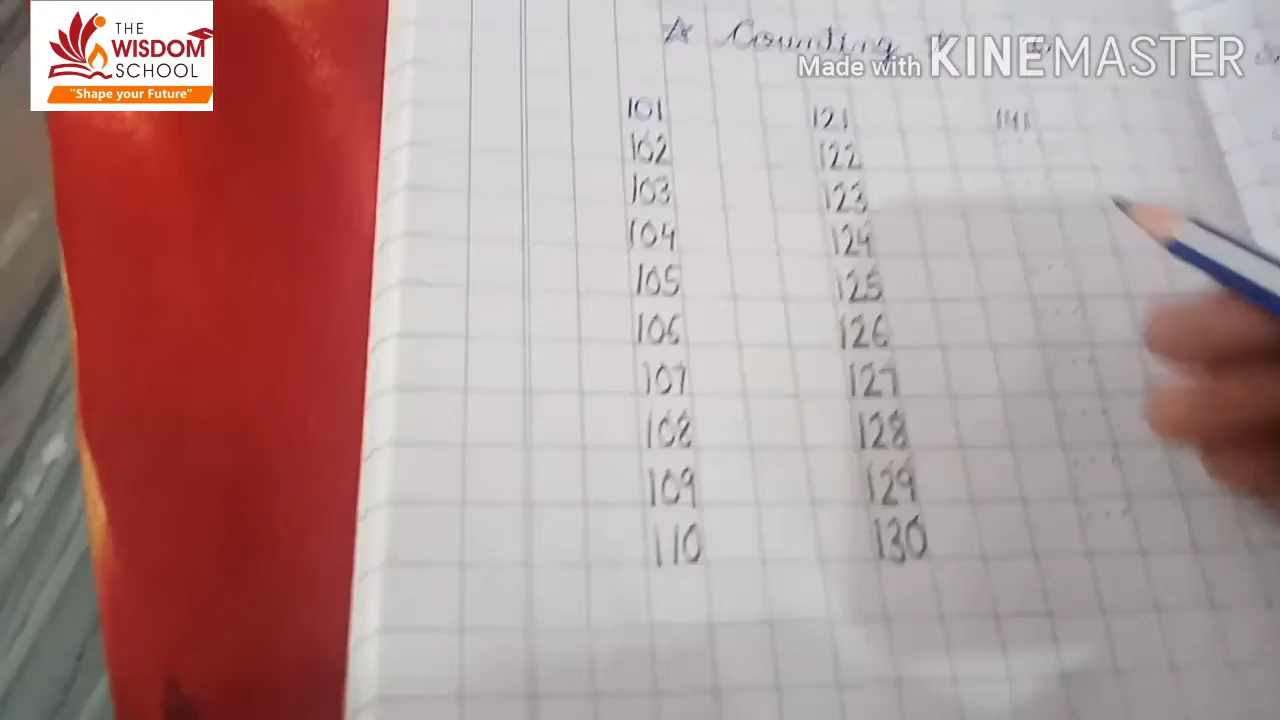 THE
WISDOM
SCHOOL
"Shape your Future"
Made with KINEMASTER
☆ Counting
101 121 141
102 122
103 123
104 124
105 125
106 126
107 127
108 128
109 129
110 130